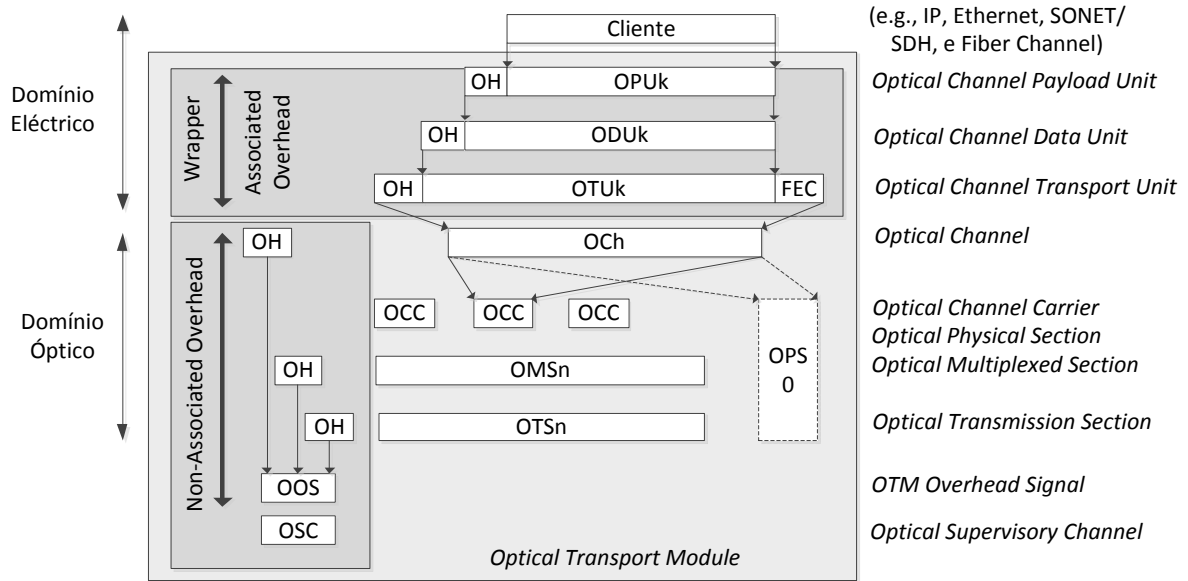 (e.g., IP, Ethernet, SONET/
SDH, e Fiber Channel)
Cliente
Domínio
Eléctrico
Wrapper
Associated
Overhead
OH
OPUk
Optical Channel Payload Unit
OH
ODUk
Optical Channel Data Unit
OH
OTUk
FEC
Optical Channel Transport Unit
Domínio
Óptico
Non-Associated Overhead
OH
OCh
Optical Channel
OCC
OCC
OCC
Optical Channel Carrier
OPS
0
Optical Physical Section
OH
OMSn
Optical Multiplexed Section
OH
OTSn
Optical Transmission Section
OOS
OTM Overhead Signal
OSC
Optical Supervisory Channel
Optical Transport Module